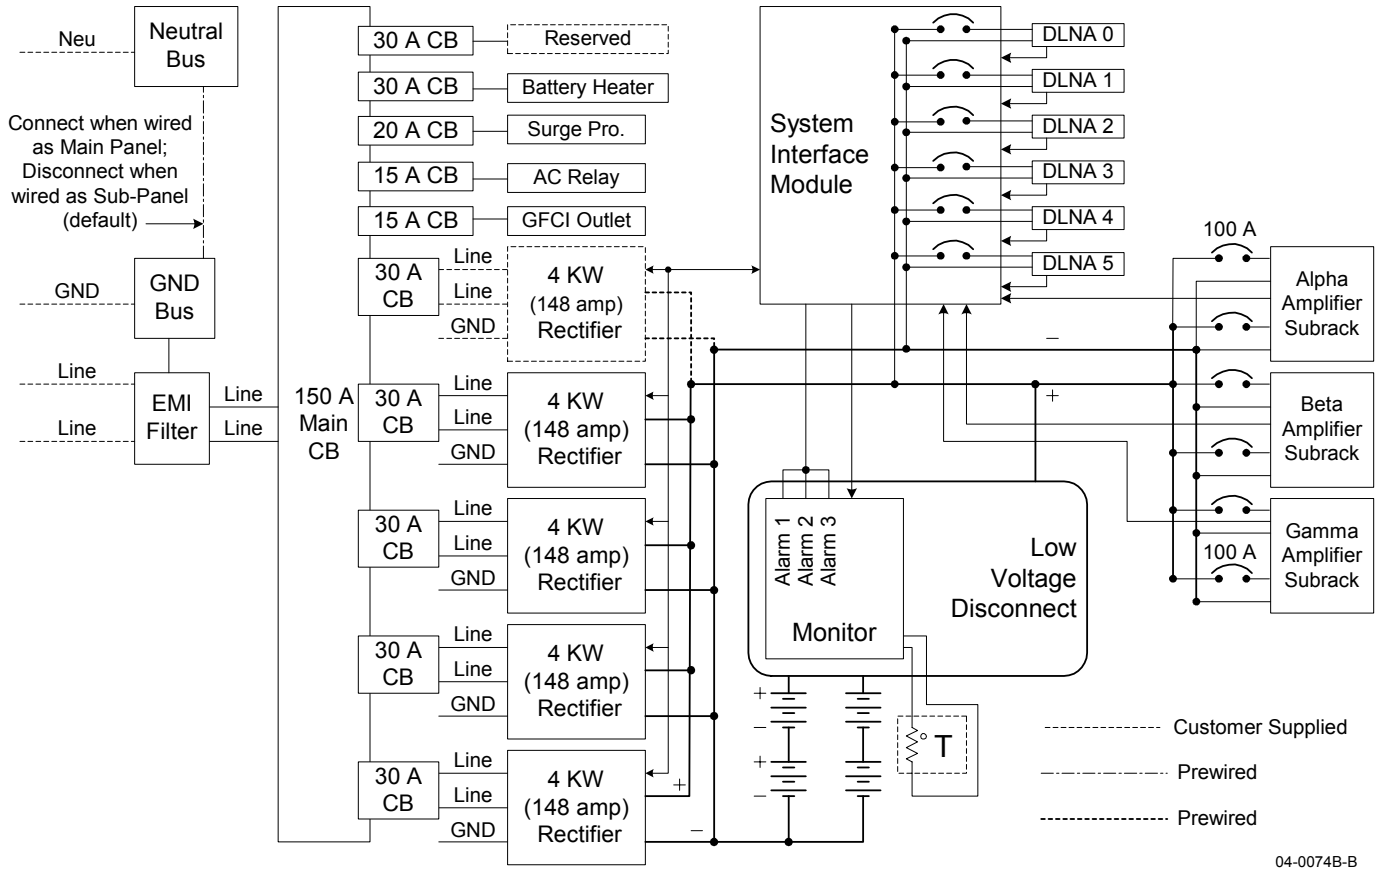 Neu
Neutral
Bus
Connect when wired
as Main Panel;
Disconnect when
wired as Sub-Panel
(default)
GND
GND
Bus
Line
Line
EMI
Filter
Line
Line
150 A
Main
CB
30 A CB
Reserved
30 A CB
Battery Heater
20 A CB
Surge Pro.
15 A CB
AC Relay
15 A CB
GFCI Outlet
30 A
CB
Line
Line
GND
4 KW
(148 amp)
Rectifier
30 A
CB
Line
Line
GND
4 KW
(148 amp)
Rectifier
30 A
CB
Line
Line
GND
4 KW
(148 amp)
Rectifier
30 A
CB
Line
Line
GND
4 KW
(148 amp)
Rectifier
30 A
CB
Line
Line
GND
4 KW
(148 amp)
Rectifier
+
–
System
Interface
Module
DLNA 0
DLNA 1
DLNA 2
DLNA 3
DLNA 4
DLNA 5
–
+
100 A
Alpha
Amplifier
Subrack
Beta
Amplifier
Subrack
Gamma
Amplifier
Subrack
100 A
Alarm 1
Alarm 2
Alarm 3
Monitor
Low
Voltage
Disconnect
+
–
+
–
° T
Customer Supplied
Prewired
Prewired
04-0074B-B